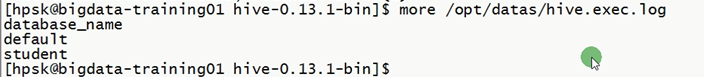 [hpsk@bigdata-training01 hive-0.13.1-bin]$ more /opt/datas/hive.exec.log
database_name
default
student
[hpsk@bigdata-training01 hive-0.13.1-bin]$